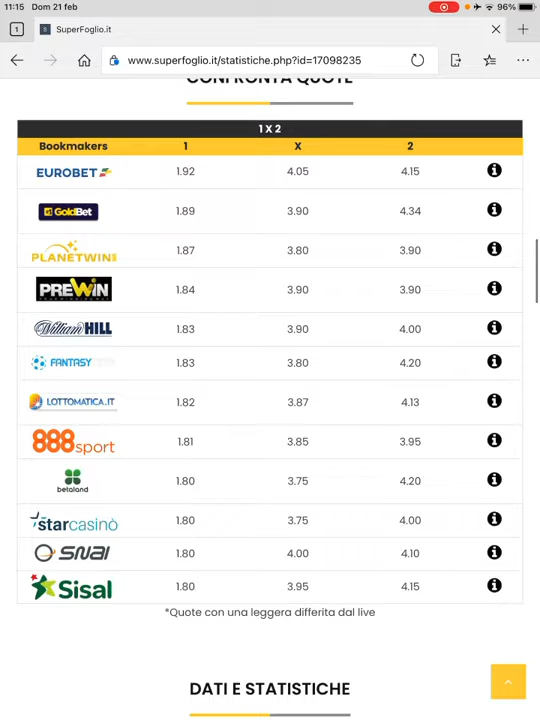 11:15 Dom 21 feb 96%
1 S SuperFoglio.it
www.superfoglio.it/statistiche.php?id=17098235
CONFRONTA QUOTE
1 X 2
Bookmakers 1 X 2
EUROBET 1.92 4.05 4.15
GoldBet 1.89 3.90 4.34
PLANETWIN 1.87 3.80 3.90
PREWIN 1.84 3.90 3.90
William HILL 1.83 3.90 4.00
FANTASY 1.83 3.80 4.20
LOTTOMATICA.IT 1.82 3.87 4.13
888sport 1.81 3.85 3.95
betaland 1.80 3.75 4.20
starcasinò 1.80 3.75 4.00
SNAI 1.80 4.00 4.10
Sisal 1.80 3.95 4.15
*Quote con una leggera differita dal live
DATI E STATISTICHE